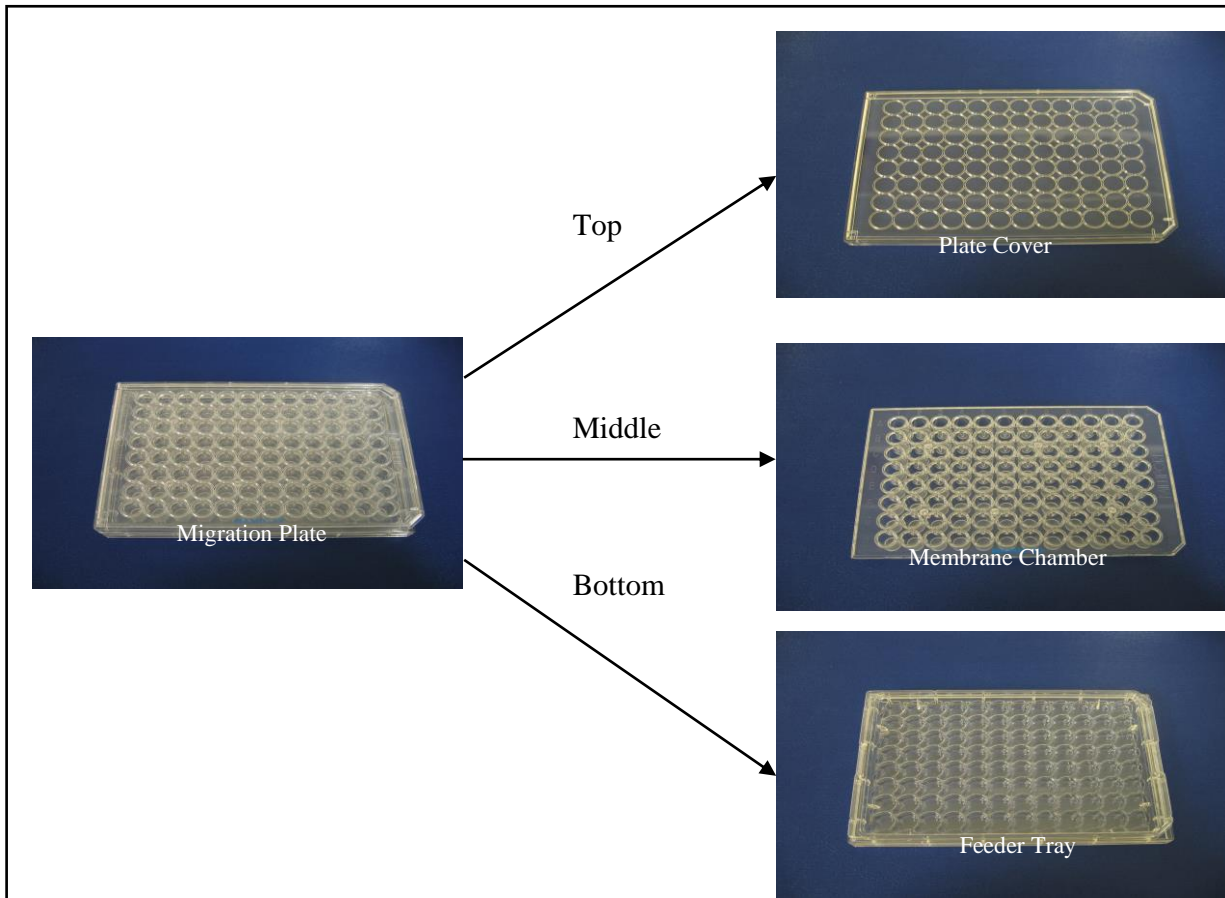 Top
Plate Cover
Middle
Migration Plate
Membrane Chamber
Bottom
Feeder Tray